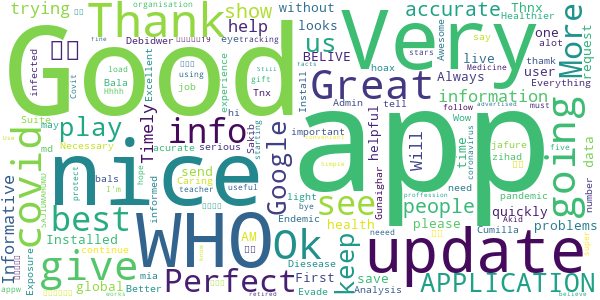 Good
app
Very
nice
WHO
update
Thank
Great
give
going
covid
best
info
Ok
see
Perfect
APPLICATION
play
More
us
keep
people
Google
Will
Timely
Informative
accurate
information
show
help
trying
organisation
without
Thnx
looks
Healthier
Debidwer
eyetracking
Excellent
infected
Covit
load
Bala
Hhhh
using
job
gift
Tnx
experience
BELIVE
live
Always
user
hoax
Install
Admin
tell
hi
starting
Suite
may
md
Necessary
acurate
serious
Sakib
important
helpful
follow
Wow
time
coronavirus
jafure
zihad
five
request
one
alot
say
Awesome
stars
Medicine
Everything
facts
advertised
must
data
number
pandemic
quickly
need
Akid
Cumilla
problems
please
health
Gunaighar
light
bye
neeed
Endemic
Diesease
First
Evade
Analysis
save
AM
send
Caring
teacher
useful
hope
protect
I'm
bals
informed
Installed
continue
global
mia
Better
Exposure
appw
works
retired
proffession
simple
believe
still
fine
thamk